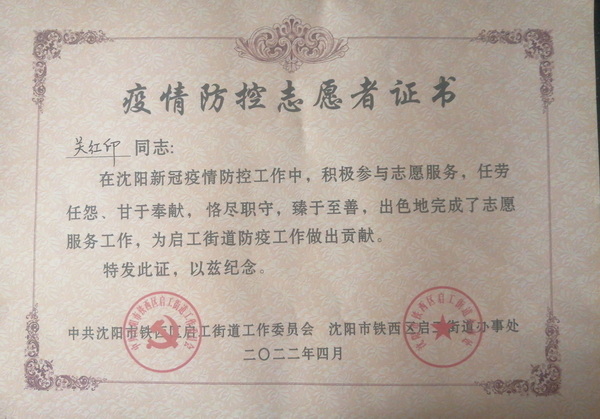 疫情防控志愿者证书
关红印 同志：
在沈阳新冠疫情防控工作中，积极参与志愿服务，任劳
任怨、甘于奉献，恪尽职守，臻于至善，出色地完成了志愿
服务工作，为启工街道防疫工作做出贡献。
特发此证，以兹纪念。
中共沈阳市铁西区启工街道工作委员会 沈阳市铁西区启工街道办事处
二〇二二年四月